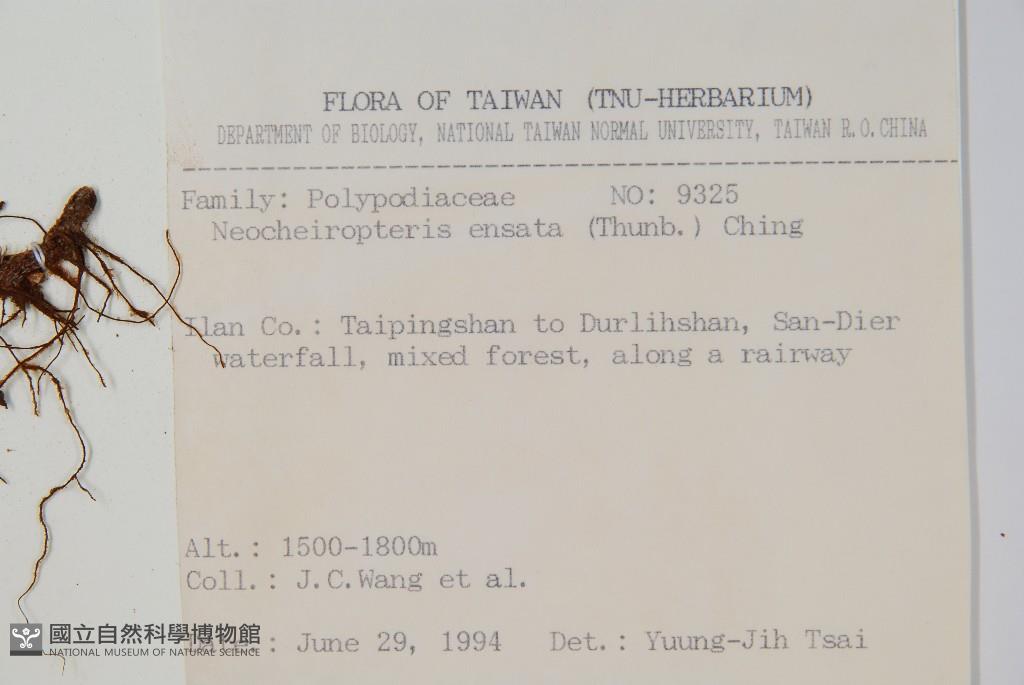 FLORA OF TAIWAN (TNU-HERBARIUM)
DEPARTMENT OF BIOLOGY, NATIONAL TAIWAN NORMAL UNIVERSITY, TAIWAN R.O.CHINA
Family: Polypodiaceae NO: 9325
Neocheiropteris ensata (Thunb.) Ching
Ilan Co.: Taipingshan to Durlihshan, San-Dier
waterfall, mixed forest, along a rairway
Alt.: 1500-1800m
Coll.: J.C.Wang et al.
Date: June 29, 1994 Det.: Yuung-Jih Tsai
國立自然科學博物館
NATIONAL MUSEUM OF NATURAL SCIENCE